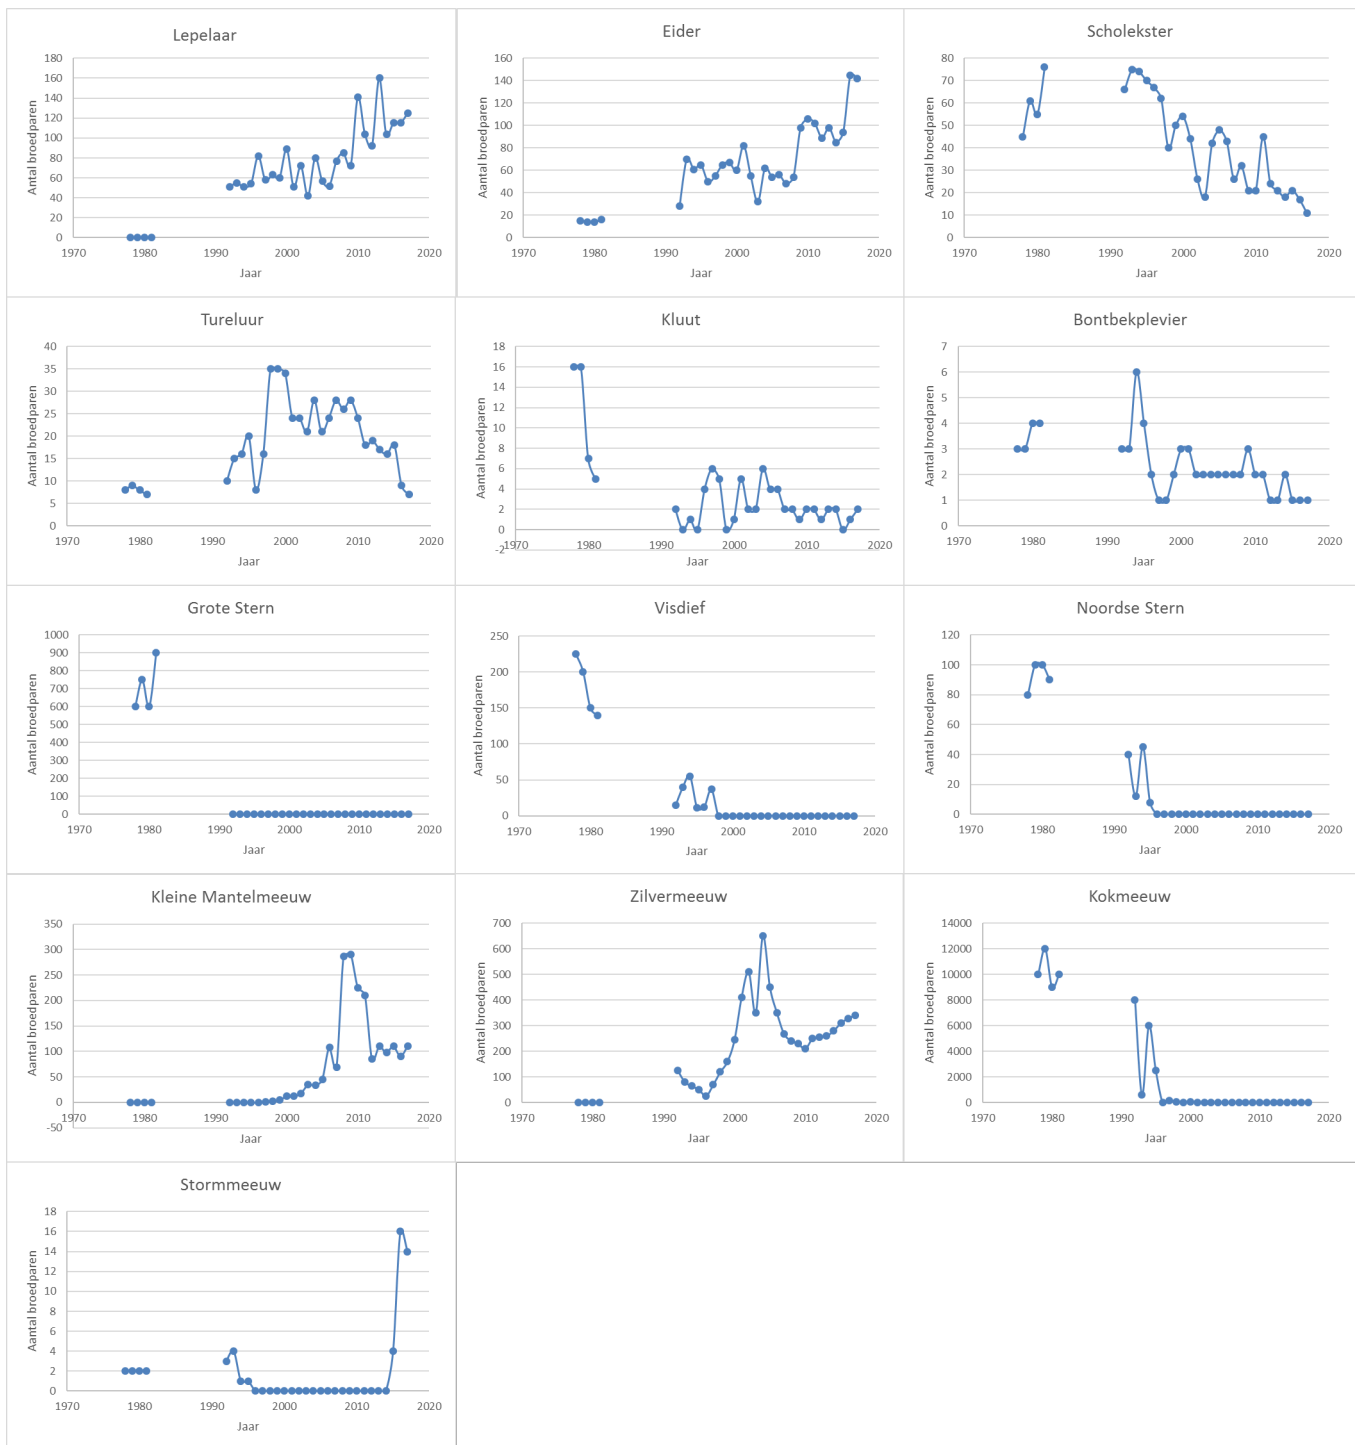 Lepelaar
180
160
140
120
100
80
60
40
20
0
1970 1980 1990 2000 2010 2020
Antal broedparen
Jaar
Eider
160
140
120
100
80
60
40
20
0
1970 1980 1990 2000 2010 2020
Aantal broedparen
Jaar
Scholekster
80
70
60
50
40
30
20
10
0
1970 1980 1990 2000 2010 2020
Aantal broedparen
Jaar
Tureluur
40
35
30
25
20
15
10
5
0
1970 1980 1990 2000 2010 2020
Aantal broedparen
Jaar
Kluut
18
16
14
12
10
8
6
4
2
0
-2
1970 1980 1990 2000 2010 2020
Aantal broedparen
Jaar
Bontbekplevier
7
6
5
4
3
2
1
0
1970 1980 1990 2000 2010 2020
Aantal broedparen
Jaar
Grote Stern
1000
900
800
700
600
500
400
300
200
100
0
1970 1980 1990 2000 2010 2020
Aantal broedparen
Jaar
Visdief
250
200
150
100
50
0
1970 1980 1990 2000 2010 2020
Aantal broedparen
Jaar
Noordse Stern
120
100
80
60
40
20
0
1970 1980 1990 2000 2010 2020
Aantal broedparen
Jaar
Kleine Mantelmeeuw
350
300
250
200
150
100
50
0
-50
1970 1980 1990 2000 2010 2020
Aantal broedparen
Jaar
Zilvermeeuw
700
600
500
400
300
200
100
0
1970 1980 1990 2000 2010 2020
Aantal broedparen
Jaar
Kokmeeuw
14000
12000
10000
8000
6000
4000
2000
0
1970 1980 1990 2000 2010 2020
Aantal broedparen
Jaar
Stormmeeuw
18
16
14
12
10
8
6
4
2
0
1970 1980 1990 2000 2010 2020
Aantal broedparen
Jaar